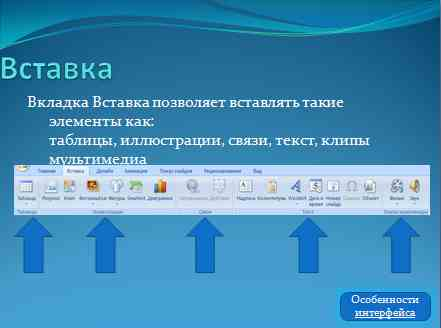 Вставка
Вкладка Вставка позволяет вставлять такие
элементы как:
таблицы, иллюстрации, связи, текст, клипы
мультимедиа
Главная Вставка Дизайн Анимация Показ слайдов Рецензирование Вид
Таблица Рисунок Клип Фотоальбом Фигуры SmartArt Диаграмма Гиперссылка Действие Надпись Колонтитулы WordArt Дата и время Номер слайда Символ Объект Фильм Звук
Таблицы Иллюстрации Связи Текст Клипы мультимедиа
Особенности
интерфейса